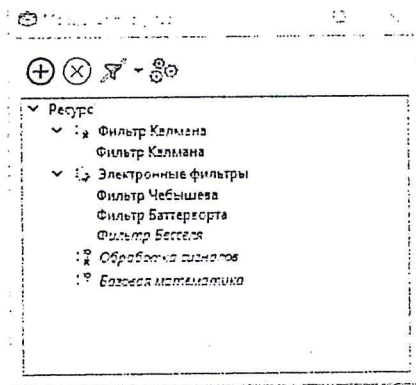 Ресурс
Фильтр Калмана
Фильтр Калмана
Электронные фильтры
Фильтр Чебышева
Фильтр Баттерворта
Фильтр Бесселя
Обработка сигналов
Базовая математика